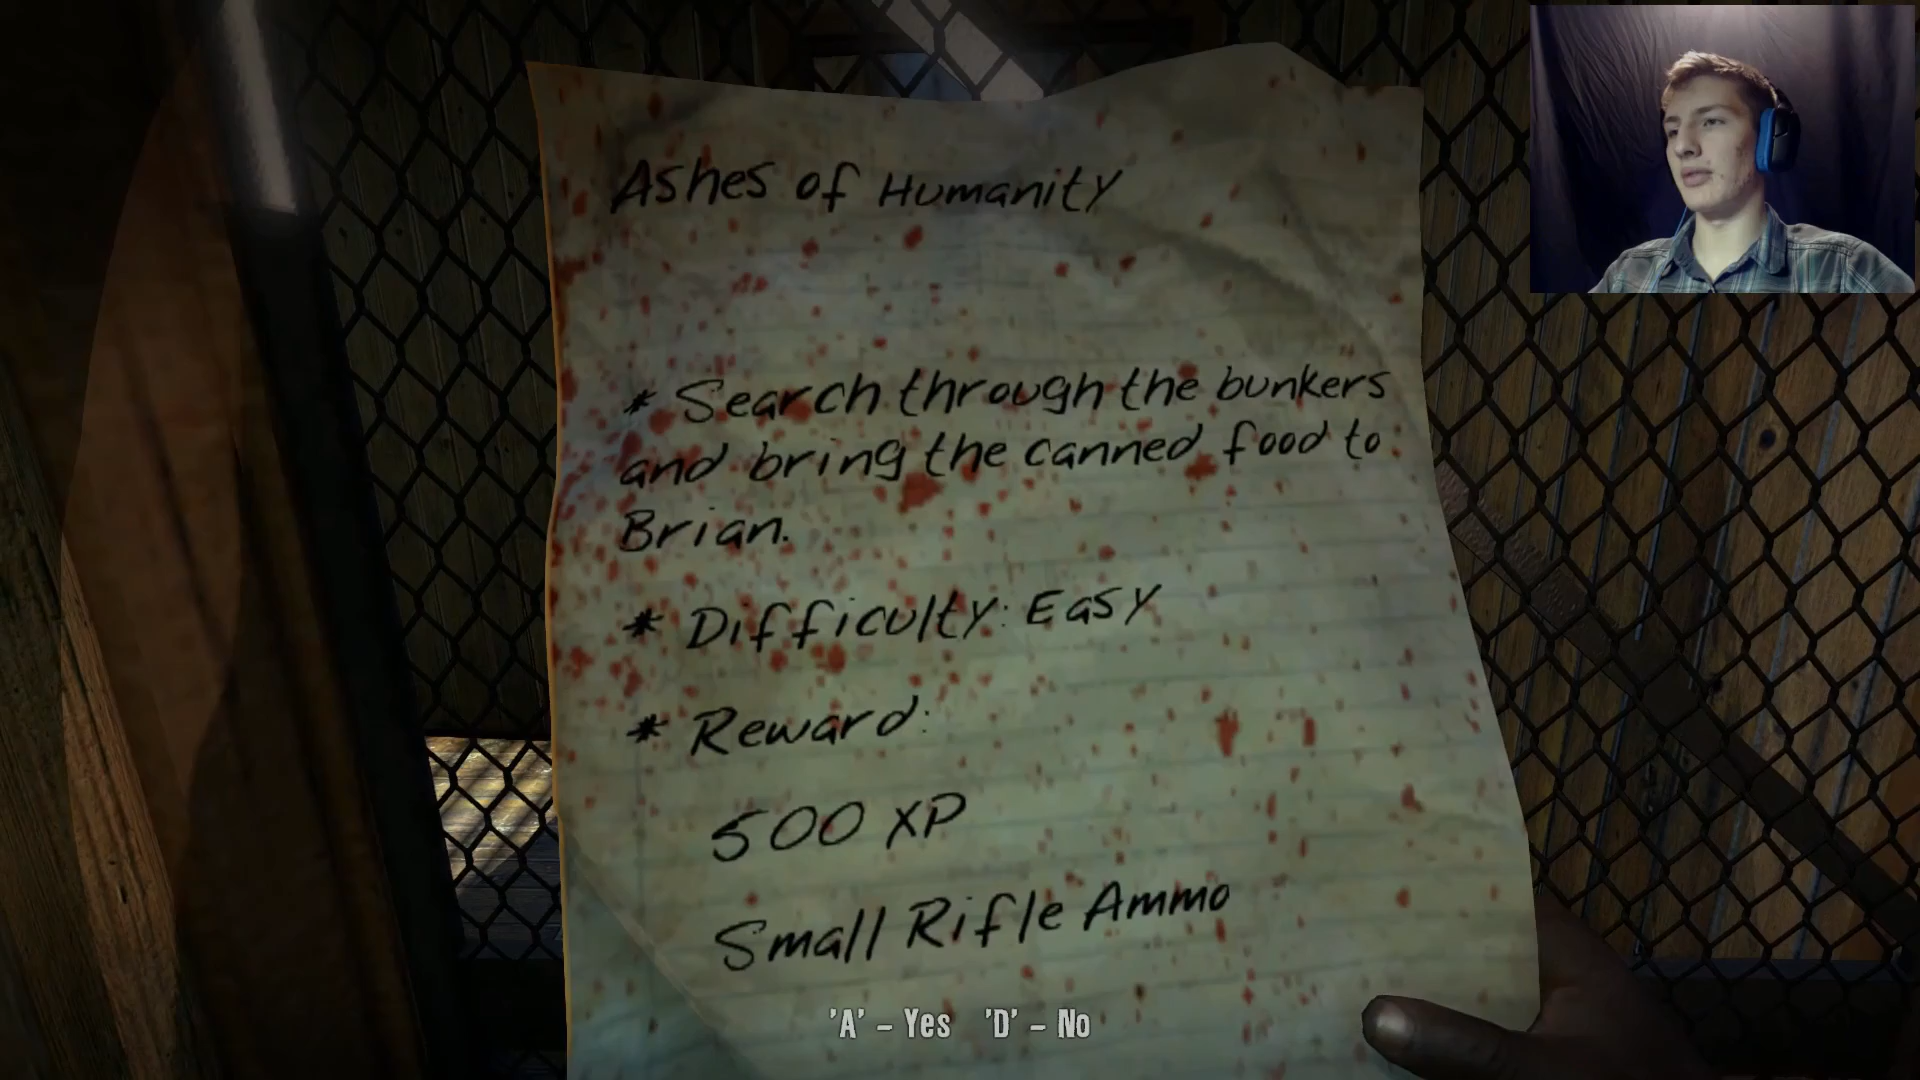 Ashes of Humanity
* Search through the bunkers
and bring the canned food to
Brian.
* Difficulty: Easy
* Reward:
500 XP
Small Rifle Ammo
'A' - Yes 'D' - No